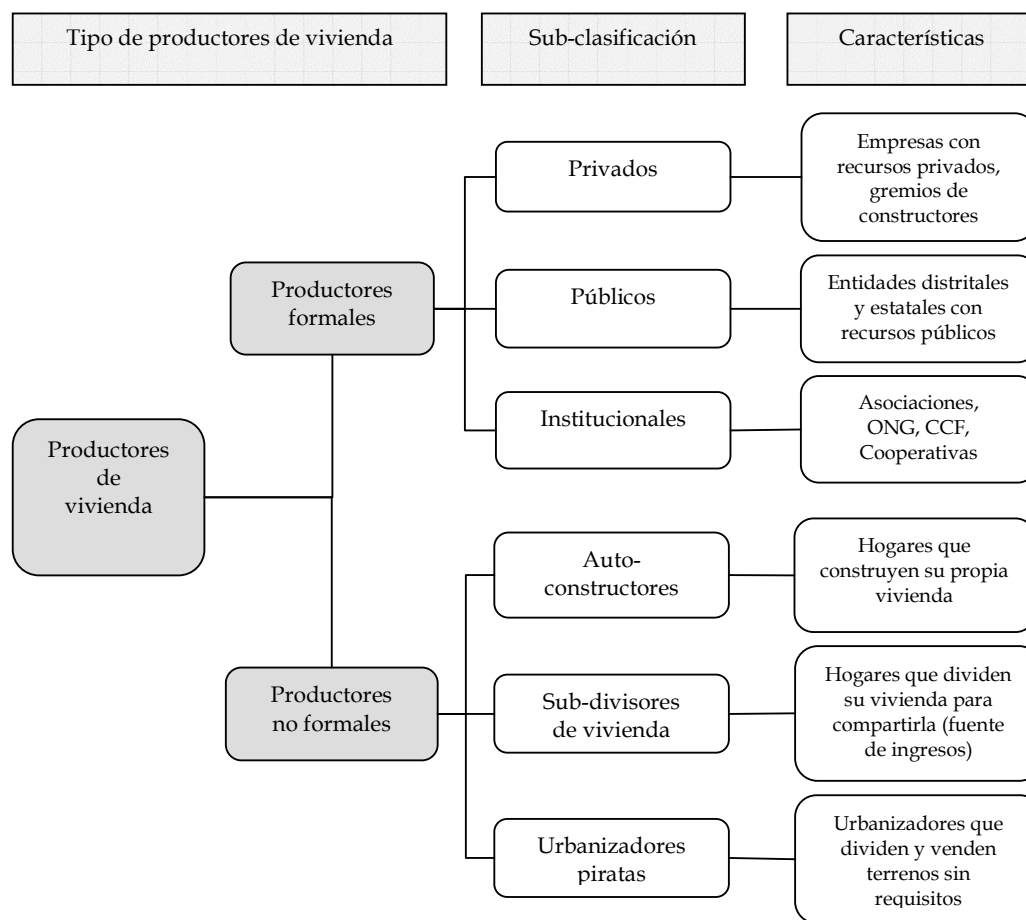 Tipo de productores de vivienda
Sub-clasificación
Características
Productores
de
vivienda
Productores
formales
Privados
Empresas con
recursos privados,
gremios de
constructores
Públicos
Entidades distritales
y estatales con
recursos públicos
Institucionales
Asociaciones,
ONG, CCF,
Cooperativas
Productores
no formales
Auto-
constructores
Hogares que
construyen su propia
vivienda
Sub-divisores
de vivienda
Hogares que dividen
su vivienda para
compartirla (fuente
de ingresos)
Urbanizadores
piratas
Urbanizadores que
dividen y venden
terrenos sin
requisitos